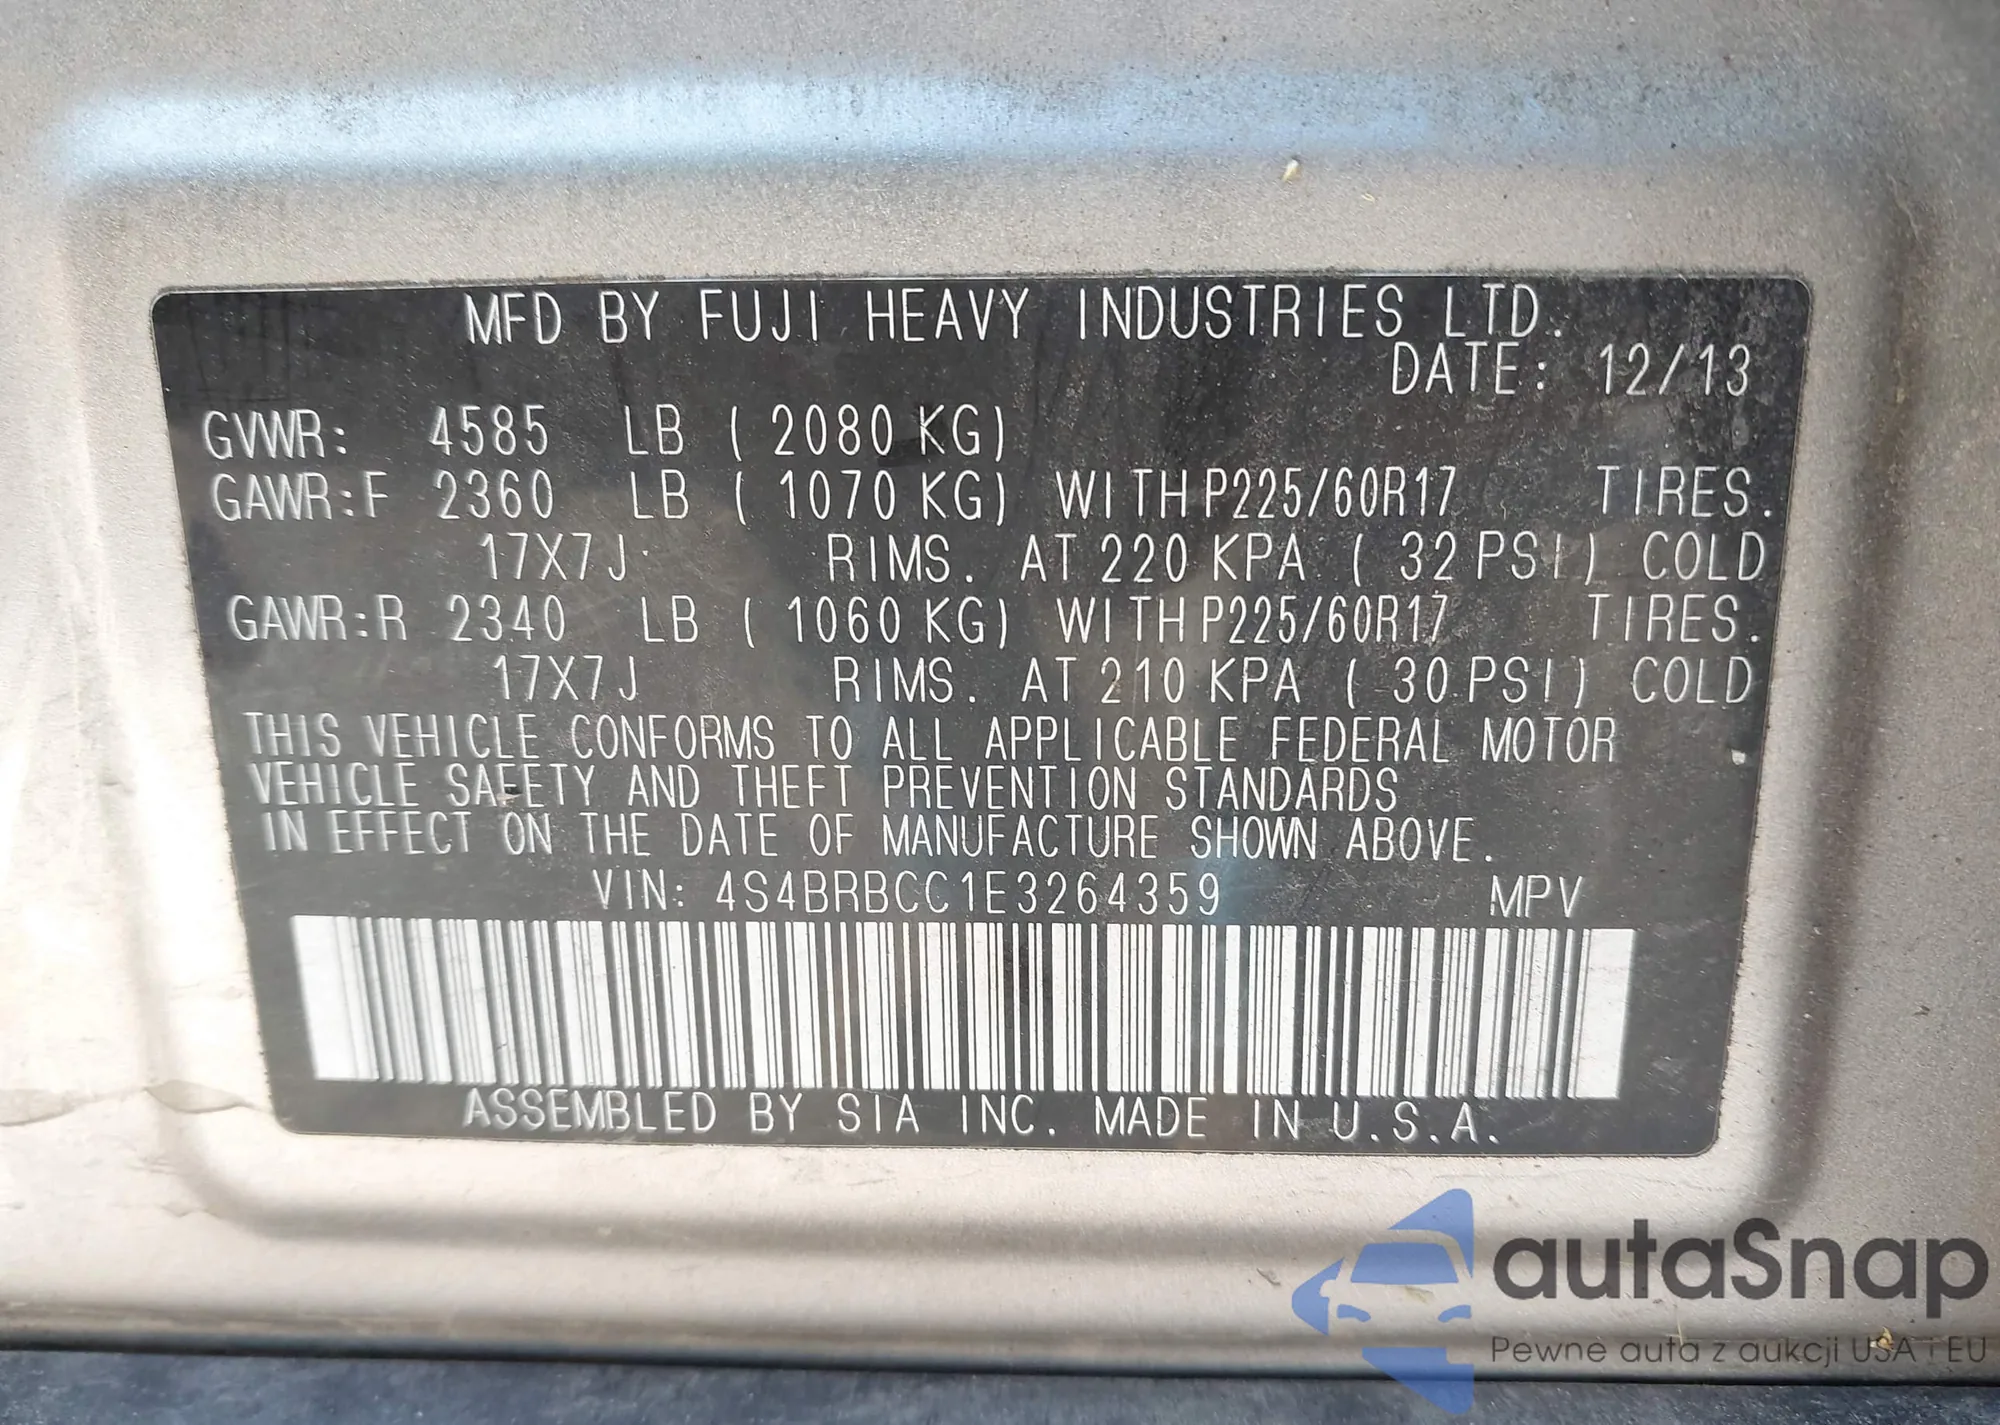 MFD BY FUJI HEAVY INDUSTRIES LTD.
DATE: 12/13
GVWR: 4585 LB ( 2080 KG)
GAWR:F 2360 LB ( 1070 KG) WITH P225/60R17 TIRES.
17X7J RIMS. AT 220 KPA ( 32 PSI) COLD
GAWR:R 2340 LB ( 1060 KG) WITH P225/60R17 TIRES.
17X7J RIMS. AT 210 KPA ( 30 PSI) COLD
THIS VEHICLE CONFORMS TO ALL APPLICABLE FEDERAL MOTOR
VEHICLE SAFETY AND THEFT PREVENTION STANDARDS
IN EFFECT ON THE DATE OF MANUFACTURE SHOWN ABOVE.
VIN: 4S4BRBCC1E3264359 MPV
ASSEMBLED BY SIA INC. MADE IN U.S.A.
autaSnap
Pewne auta z aukcji USA i EU